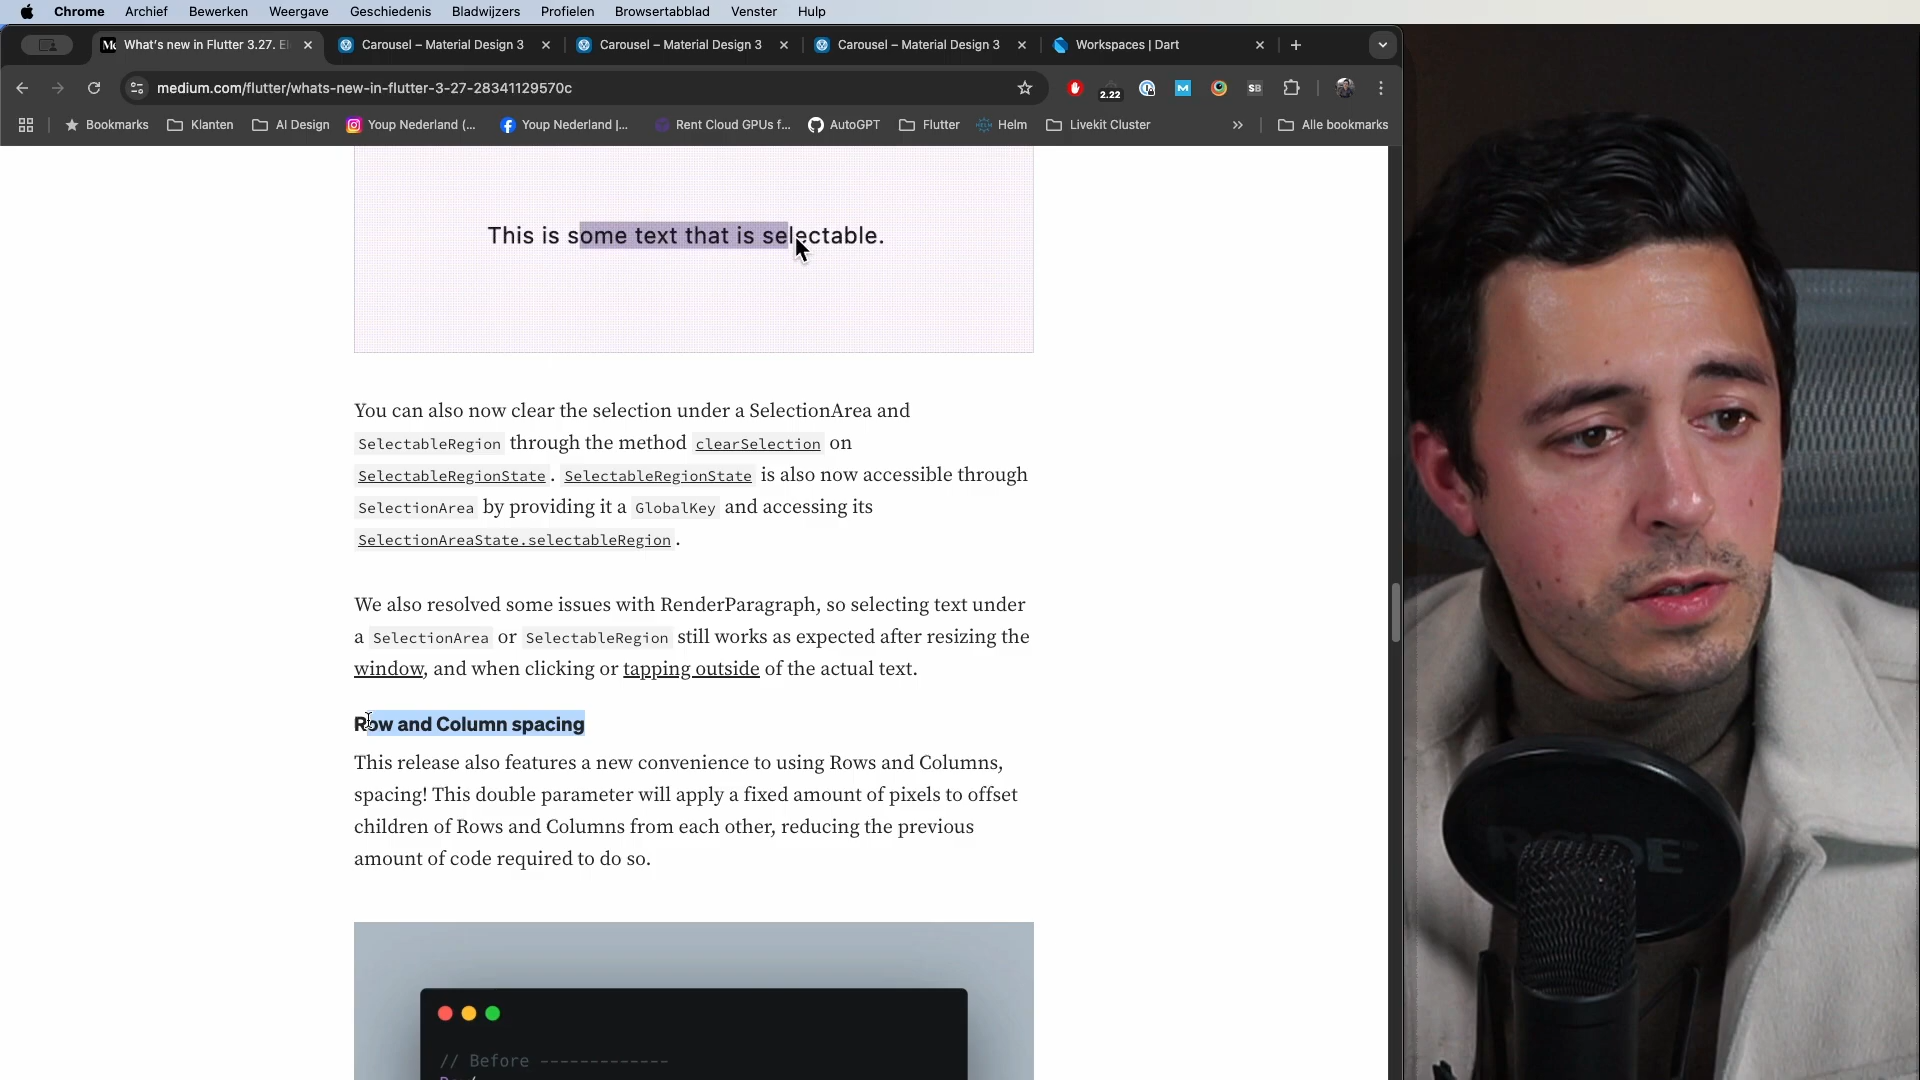 Chrome Archief Bewerken Weergave Geschiedenis Bladwijzers Profielen Browsertabblad Venster Hulp
What's new in Flutter 3.27. Carousel – Material Design 3 Carousel – Material Design 3 Carousel – Material Design 3 Workspaces | Dart
medium.com/flutter/whats-new-in-flutter-3-27-28341129570c 2.22 SB
Bookmarks Klanten AI Design Youp Nederland (... Youp Nederland |... Rent Cloud GPUs f... AutoGPT Flutter HELM Helm Livekit Cluster » Alle bookmarks
This is some text that is selectable.
You can also now clear the selection under a SelectionArea and
SelectableRegion through the method clearSelection on
SelectableRegionState. SelectableRegionState is also now accessible through
SelectionArea by providing it a GlobalKey and accessing its
SelectionAreaState.selectableRegion.
We also resolved some issues with RenderParagraph, so selecting text under
a SelectionArea or SelectableRegion still works as expected after resizing the
window, and when clicking or tapping outside of the actual text.
Row and Column spacing
This release also features a new convenience to using Rows and Columns,
spacing! This double parameter will apply a fixed amount of pixels to offset
children of Rows and Columns from each other, reducing the previous
amount of code required to do so.
// Before -------------
RODE